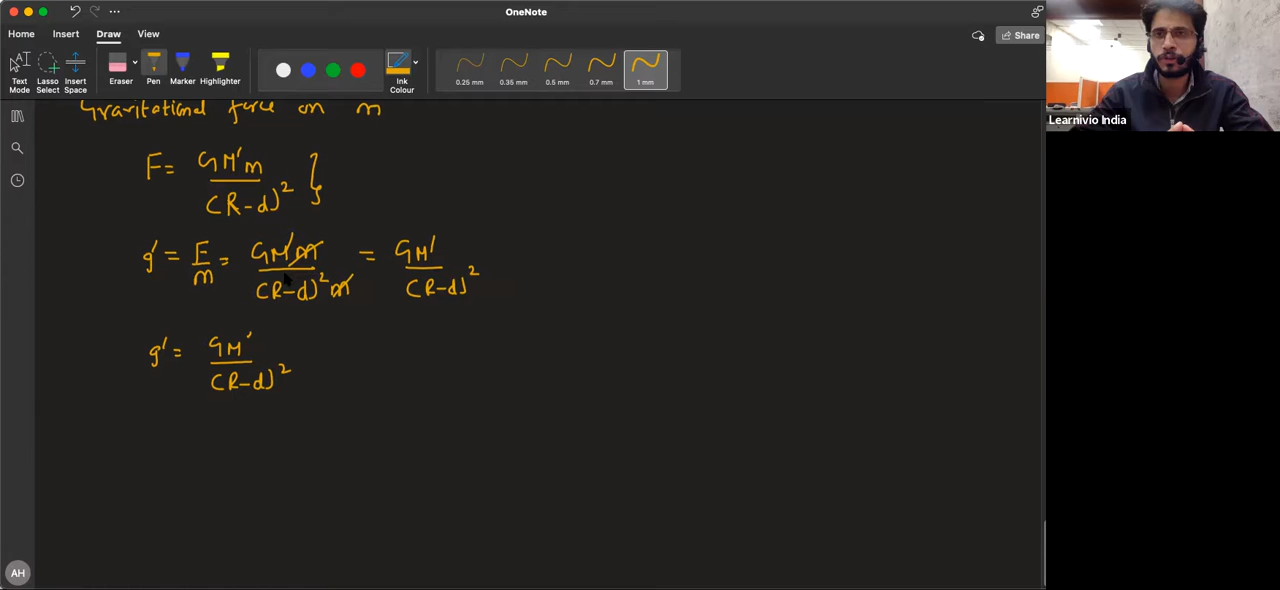 OneNote
Home Insert Draw View
Share
Text Mode
Lasso Select
Insert Space
Eraser
Pen
Marker
Highlighter
Ink Colour
0.25 mm
0.35 mm
0.5 mm
0.7 mm
1 mm
Learnivio India
Gravitational force on m
F = GM'm / (R-d)² }
g' = F/m = GM'm / (R-d)² m = GM' / (R-d)²
g' = GM' / (R-d)²
AH